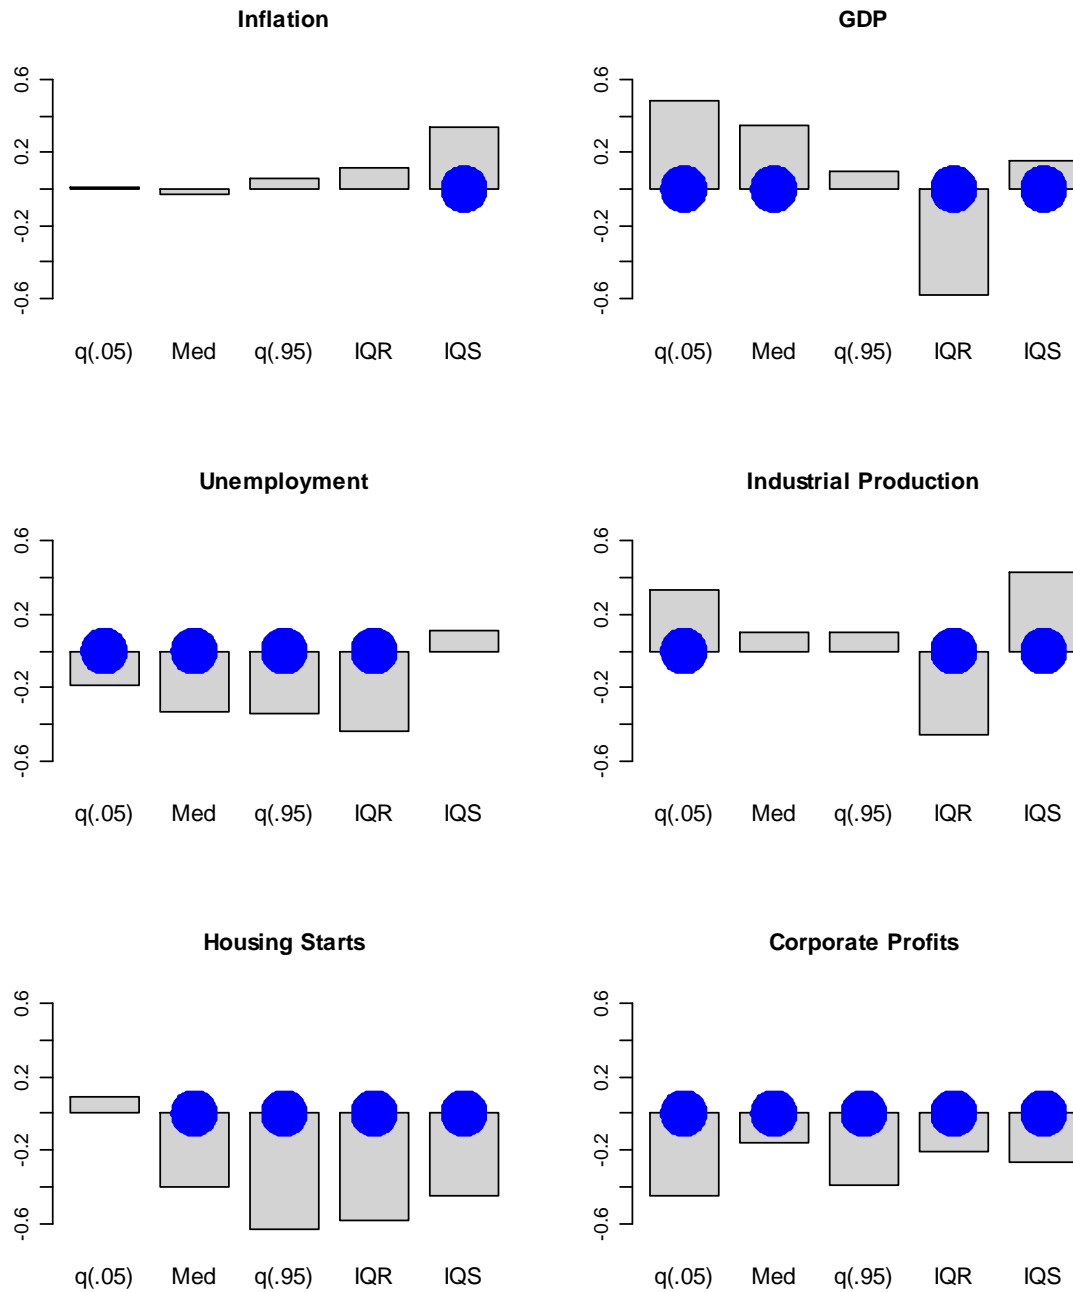 Inflation
GDP
0.6
0.2
-0.2
-0.6
q(.05) Med q(.95) IQR IQS
0.6
0.2
-0.2
-0.6
q(.05) Med q(.95) IQR IQS
Unemployment
Industrial Production
0.6
0.2
-0.2
-0.6
q(.05) Med q(.95) IQR IQS
0.6
0.2
-0.2
-0.6
q(.05) Med q(.95) IQR IQS
Housing Starts
Corporate Profits
0.6
0.2
-0.2
-0.6
q(.05) Med q(.95) IQR IQS
0.6
0.2
-0.2
-0.6
q(.05) Med q(.95) IQR IQS